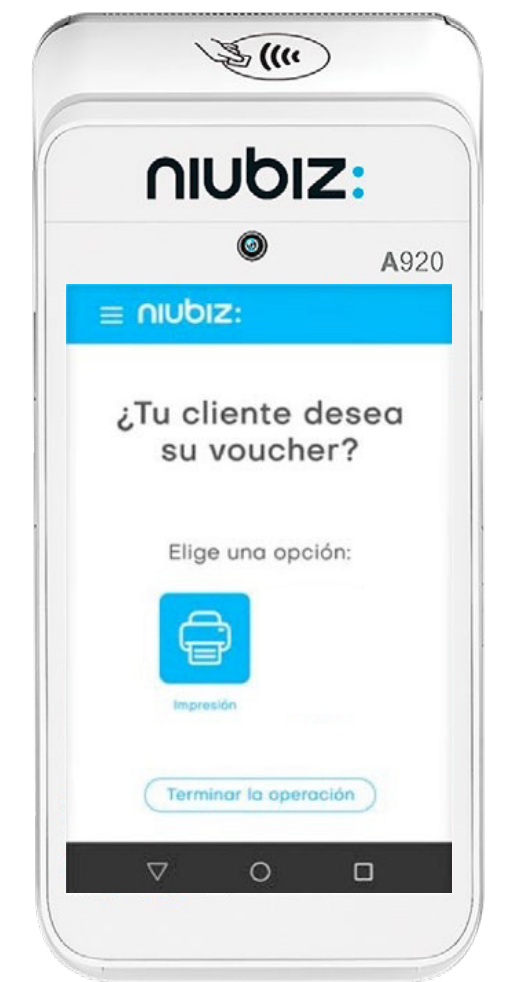 niubiz:
A920
niubiz:
¿Tu cliente desea
su voucher?
Elige una opción:
Impresión
Terminar la operación